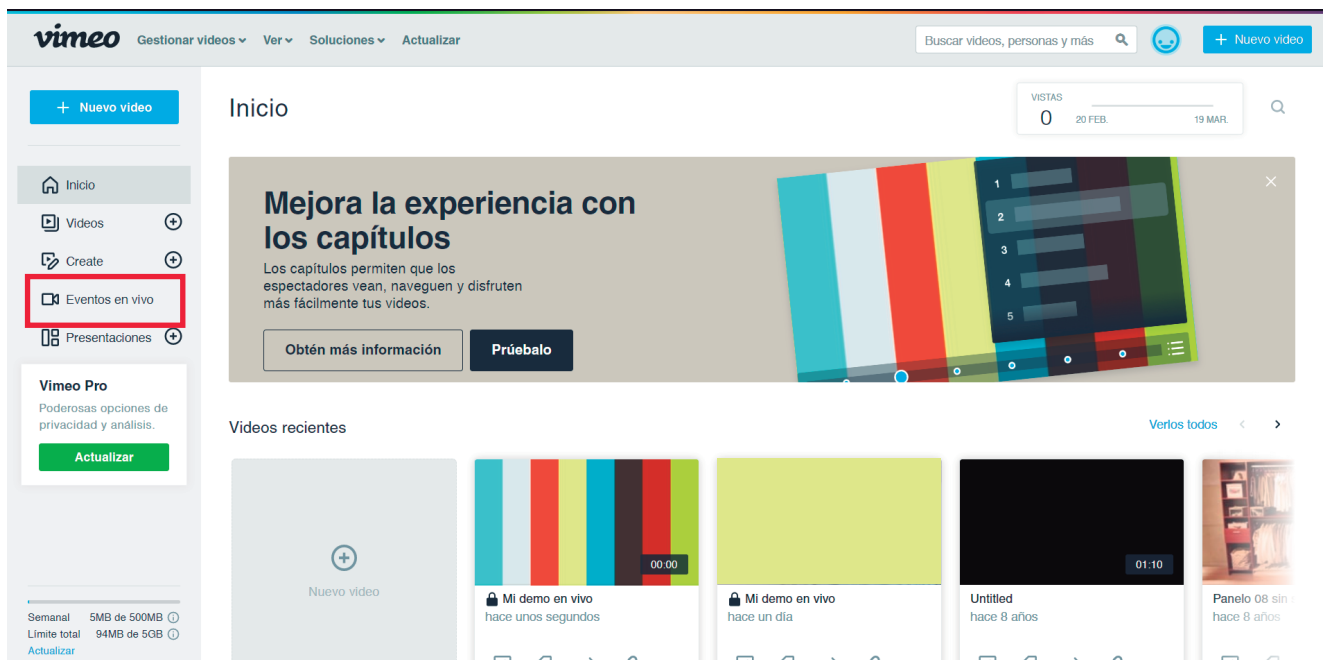 vimeo Gestionar videos Ver Soluciones Actualizar Buscar videos, personas y más + Nuevo video
+ Nuevo video
Inicio
Videos
Create
Eventos en vivo
Presentaciones
Vimeo Pro
Poderosas opciones de
privacidad y análisis.
Actualizar
Semanal 5MB de 500MB
Límite total 94MB de 5GB
Actualizar
Inicio
VISTAS
0 20 FEB. 19 MAR.
Mejora la experiencia con
los capítulos
Los capítulos permiten que los
espectadores vean, naveguen y disfruten
más fácilmente tus videos.
Obtén más información Prúebalo
1
2
3
4
5
Videos recientes Verlos todos
Nuevo video
00:00
Mi demo en vivo
hace unos segundos
Mi demo en vivo
hace un día
01:10
Untitled
hace 8 años
Panelo 08 sin
hace 8 años